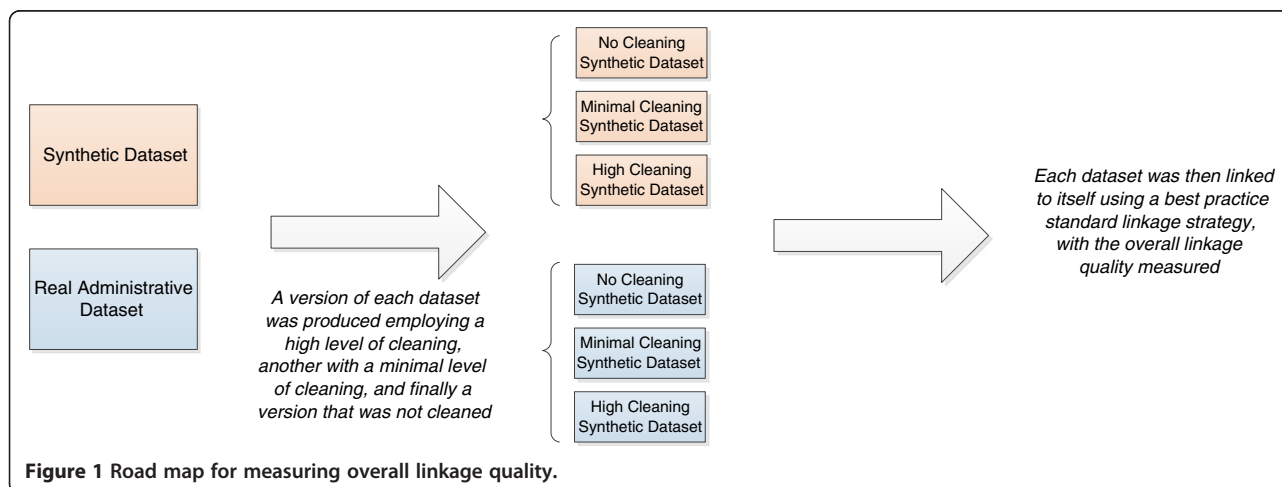 Synthetic Dataset
Real Administrative
Dataset
A version of each dataset
was produced employing a
high level of cleaning,
another with a minimal level
of cleaning, and finally a
version that was not cleaned
No Cleaning
Synthetic Dataset
Minimal Cleaning
Synthetic Dataset
High Cleaning
Synthetic Dataset
No Cleaning
Synthetic Dataset
Minimal Cleaning
Synthetic Dataset
High Cleaning
Synthetic Dataset
Each dataset was then linked
to itself using a best practice
standard linkage strategy,
with the overall linkage
quality measured
Figure 1 Road map for measuring overall linkage quality.